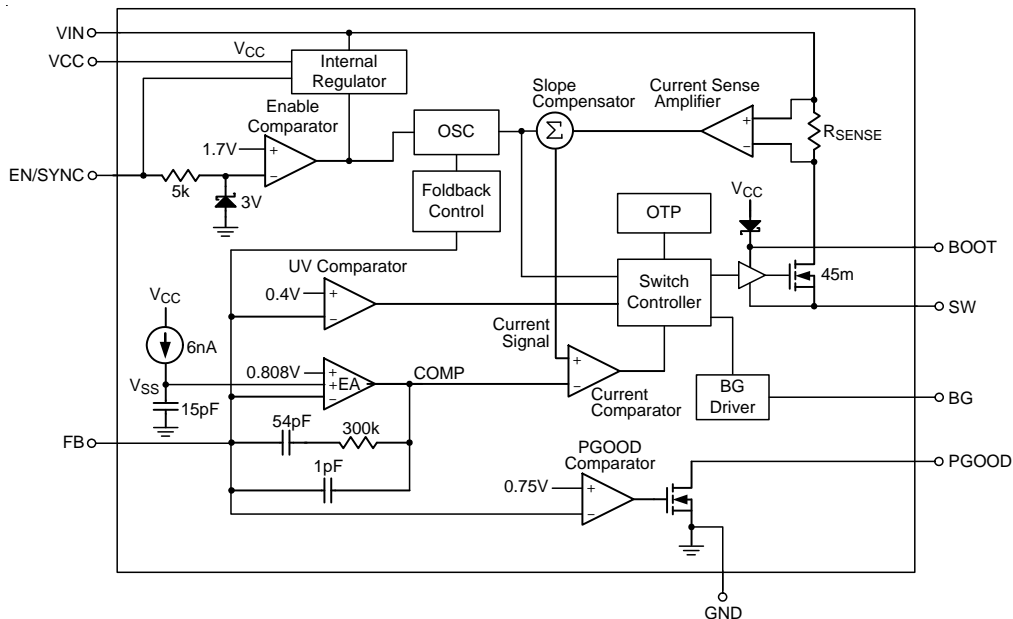 VIN
VCC
VCC
Internal
Regulator
Enable
Comparator
1.7V
+
−
EN/SYNC
5k
3V
OSC
Foldback
Control
Slope
Compensator
Σ
Current Sense
Amplifier
+
−
RSENSE
OTP
VCC
BOOT
45m
SW
Switch
Controller
UV Comparator
0.4V
+
−
VCC
6nA
VSS
15pF
0.808V
+
+EA
−
COMP
Current
Signal
+
−
Current
Comparator
BG
Driver
BG
FB
54pF
300k
1pF
PGOOD
Comparator
0.75V
+
−
PGOOD
GND